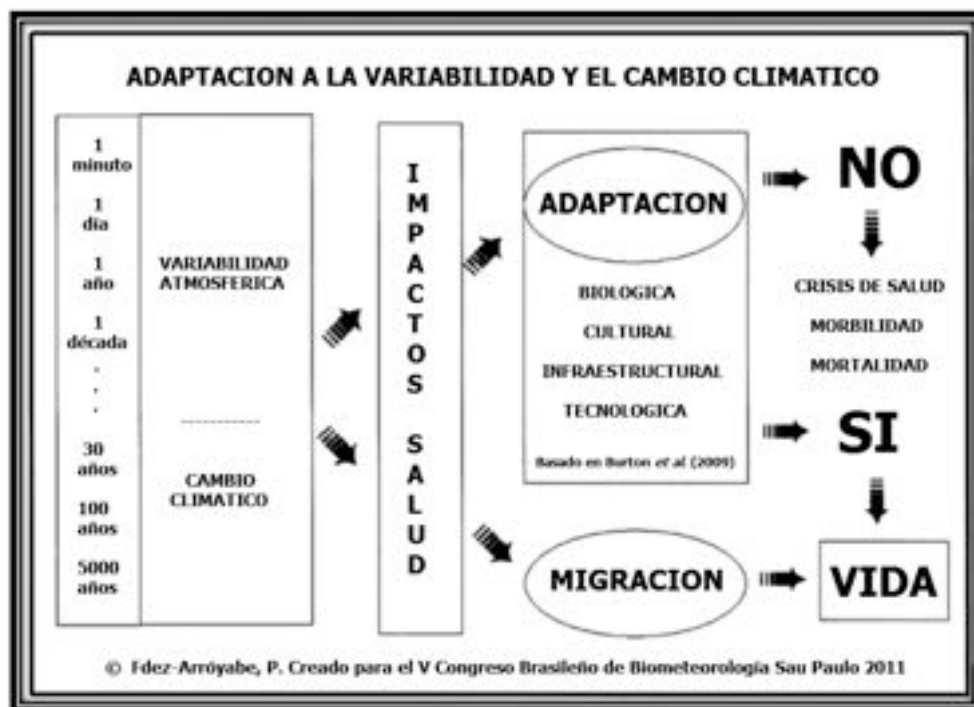 ADAPTACION A LA VARIABILIDAD Y EL CAMBIO CLIMATICO
1
minuto
1
día
1
año
1
década
.
.
.
30
años
100
años
5000
años
VARIABILIDAD
ATMOSFERICA
------------
CAMBIO
CLIMATICO
IMPACTOS SALUD
ADAPTACION
BIOLOGICA
CULTURAL
INFRAESTRUCTURAL
TECNOLOGICA
Basado en Burton et al (2009)
MIGRACION
NO
CRISIS DE SALUD
MORBILIDAD
MORTALIDAD
SI
VIDA
© Fdez-Arróyabe, P. Creado para el V Congreso Brasileño de Biometeorología Sau Paulo 2011